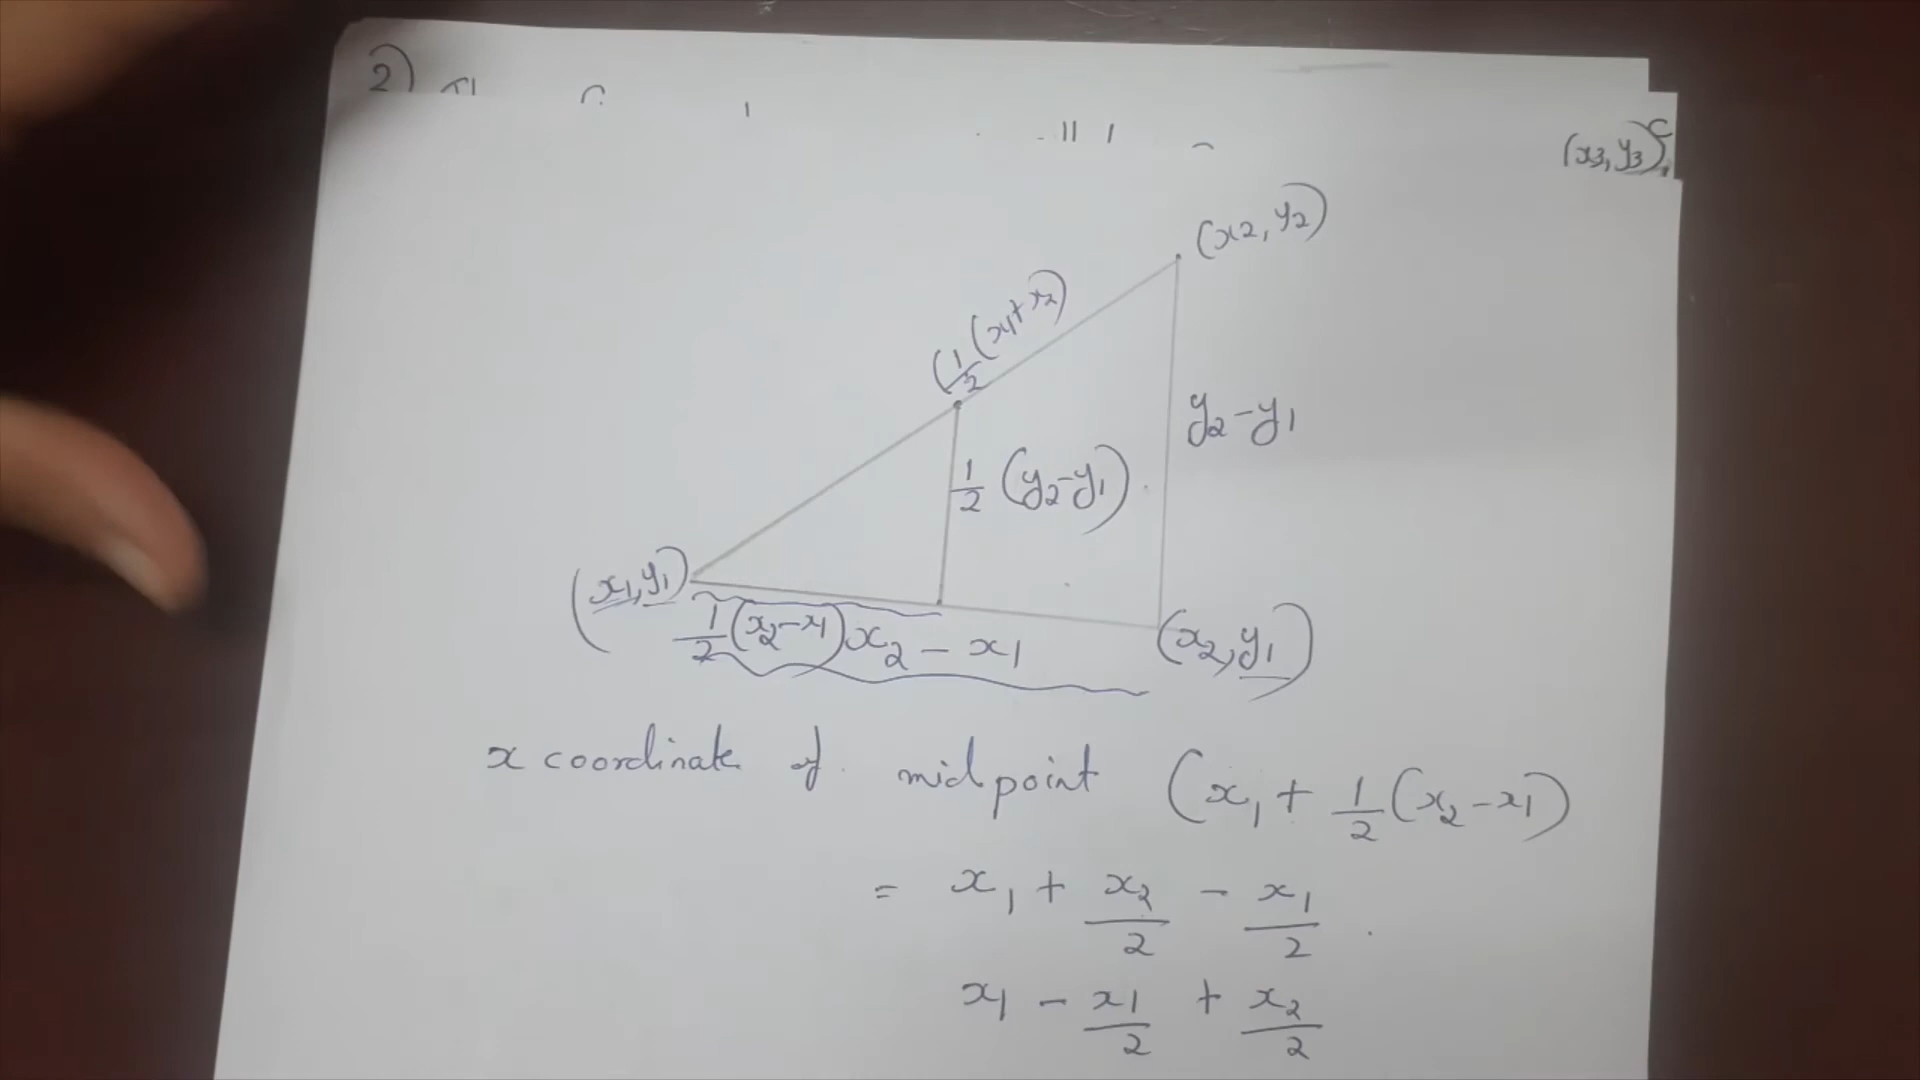 2)
(x3, y3) C
(x2, y2)
(1/2 (x1+x2)
y2-y1
1/2 (y2-y1)
(x1, y1)
1/2 (x2-x1) x2 - x1
(x2, y1)
x coordinate of midpoint (x1 + 1/2 (x2-x1)
= x1 + x2/2 - x1/2
x1 - x1/2 + x2/2